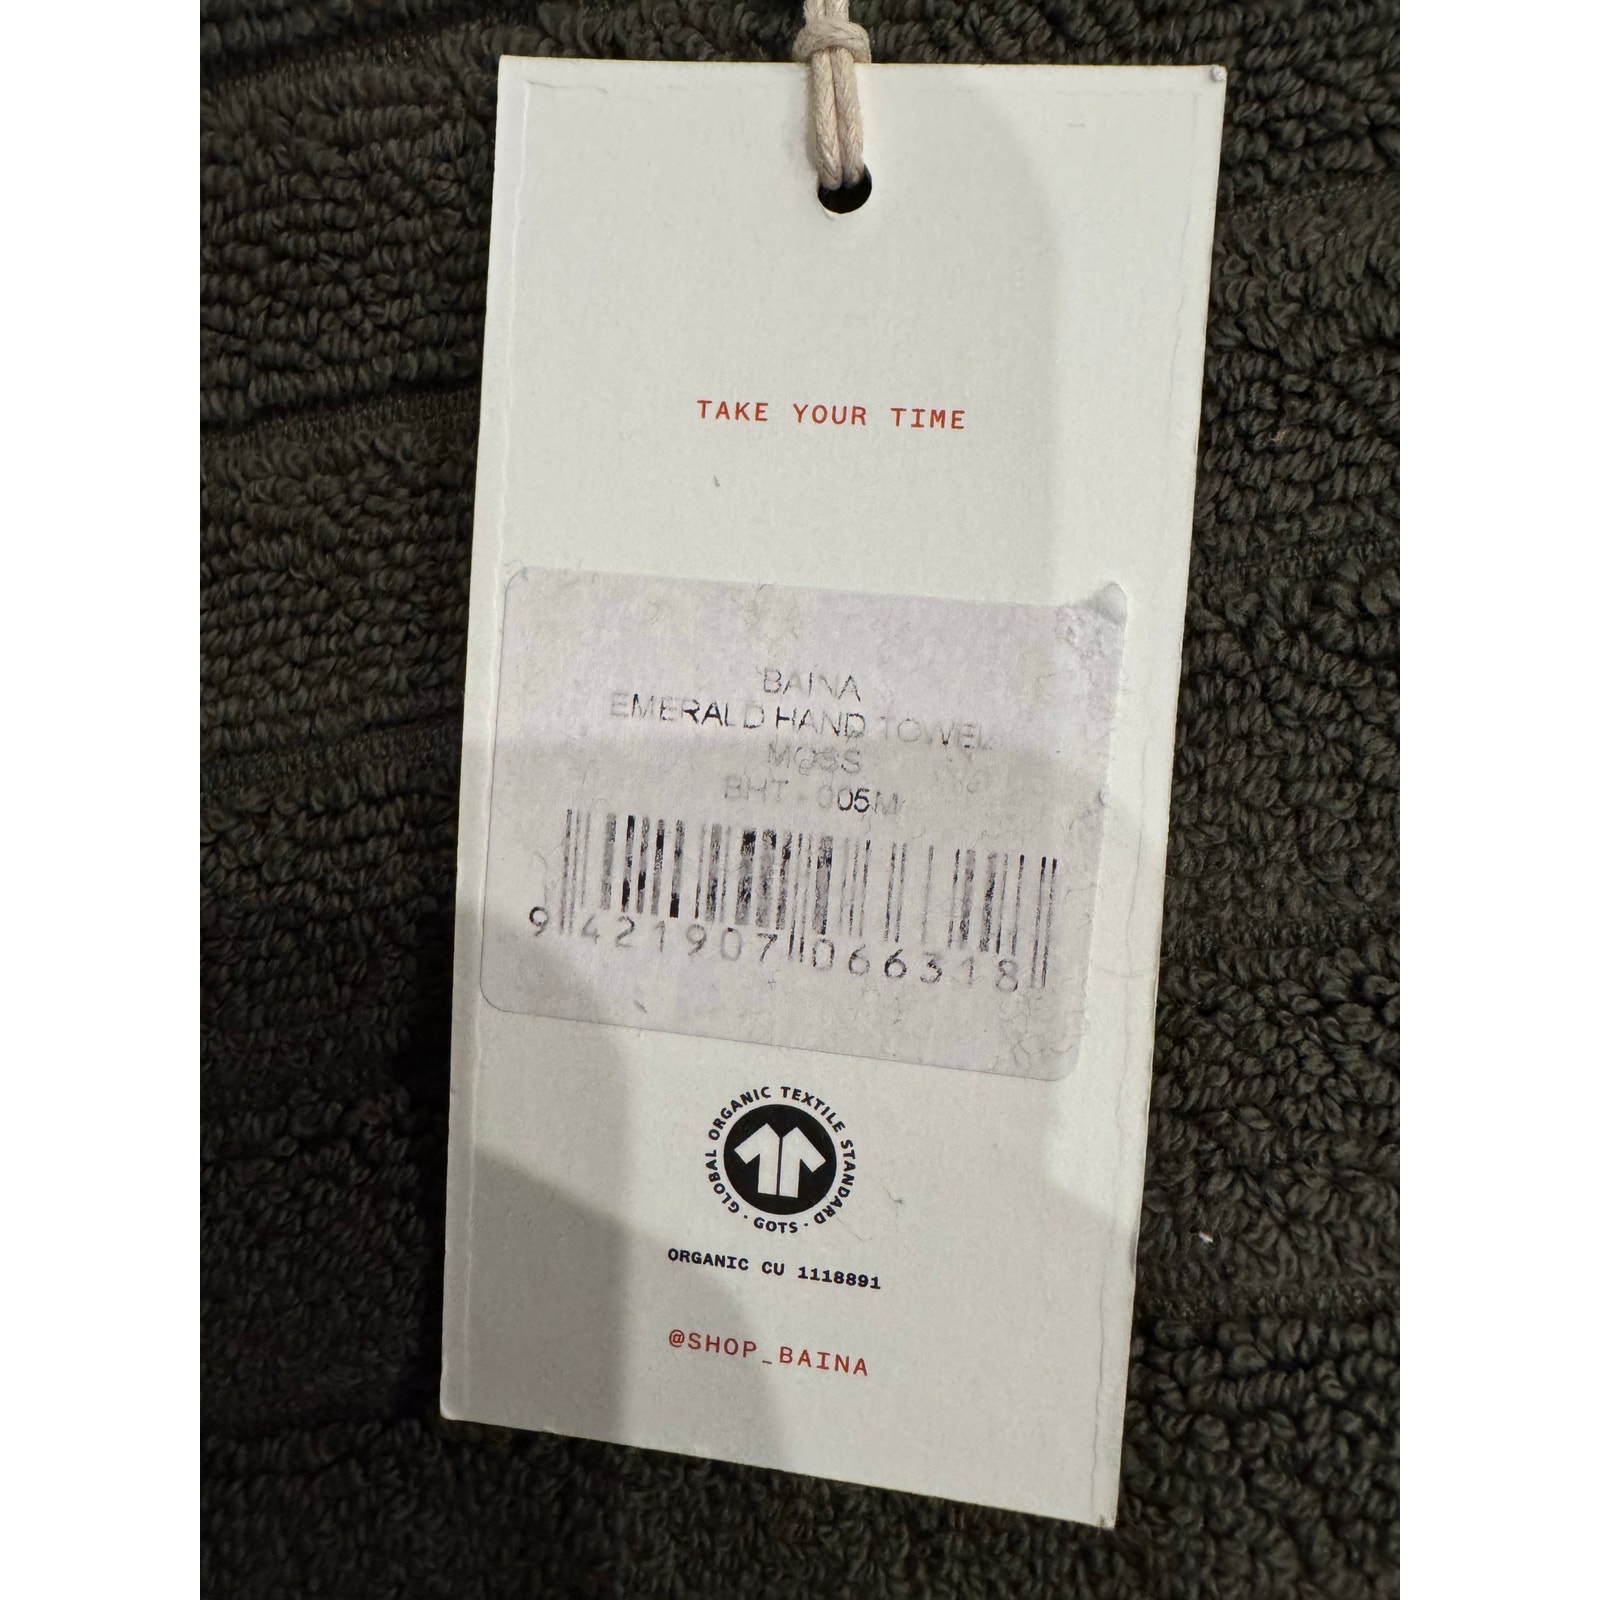 TAKE YOUR TIME
BAINA
EMERALD HAND TOWEL
MOSS
BHT - 005M
9 421907 066318
GLOBAL ORGANIC TEXTILE STANDARD · GOTS ·
ORGANIC CU 1118891
@SHOP_BAINA